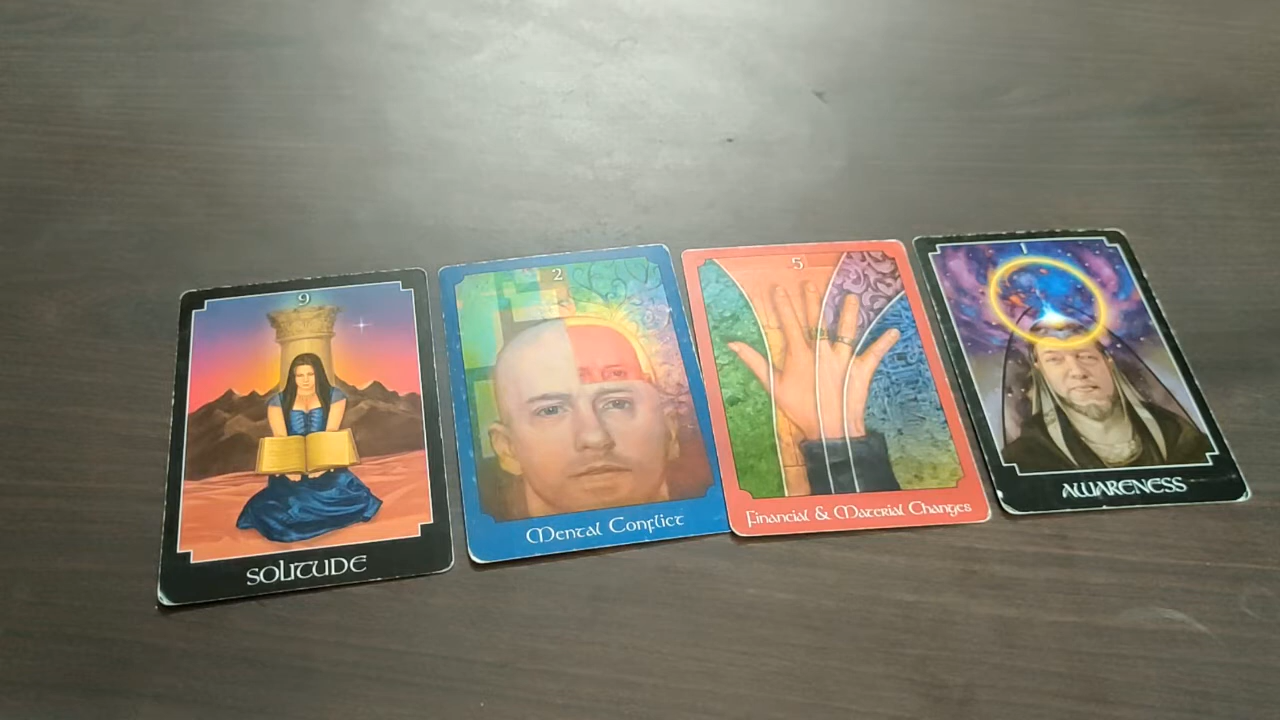 9
SOLITUDE
2
Mental Conflict
5
Financial & Material Changes
1
AWARENESS